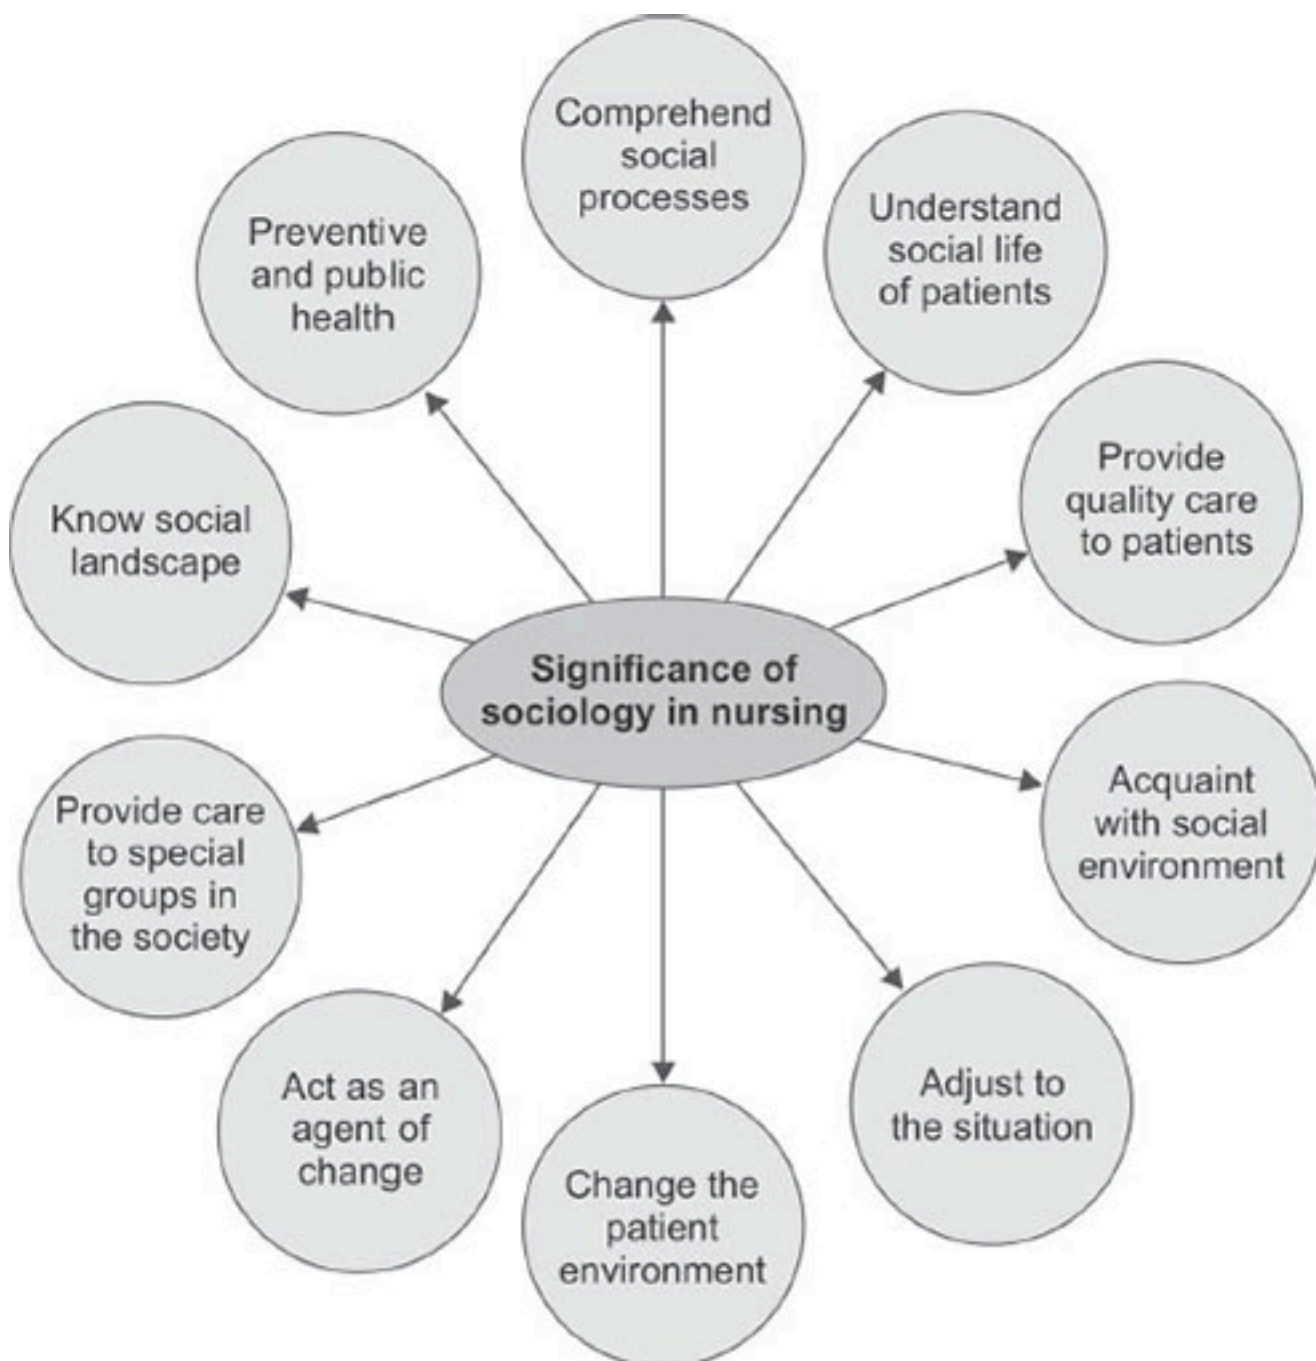 Comprehend
social
processes
Understand
social life
of patients
Provide
quality care
to patients
Acquaint
with social
environment
Adjust to
the situation
Change the
patient
environment
Act as an
agent of
change
Provide care
to special
groups in
the society
Know social
landscape
Preventive
and public
health
Significance of
sociology in nursing